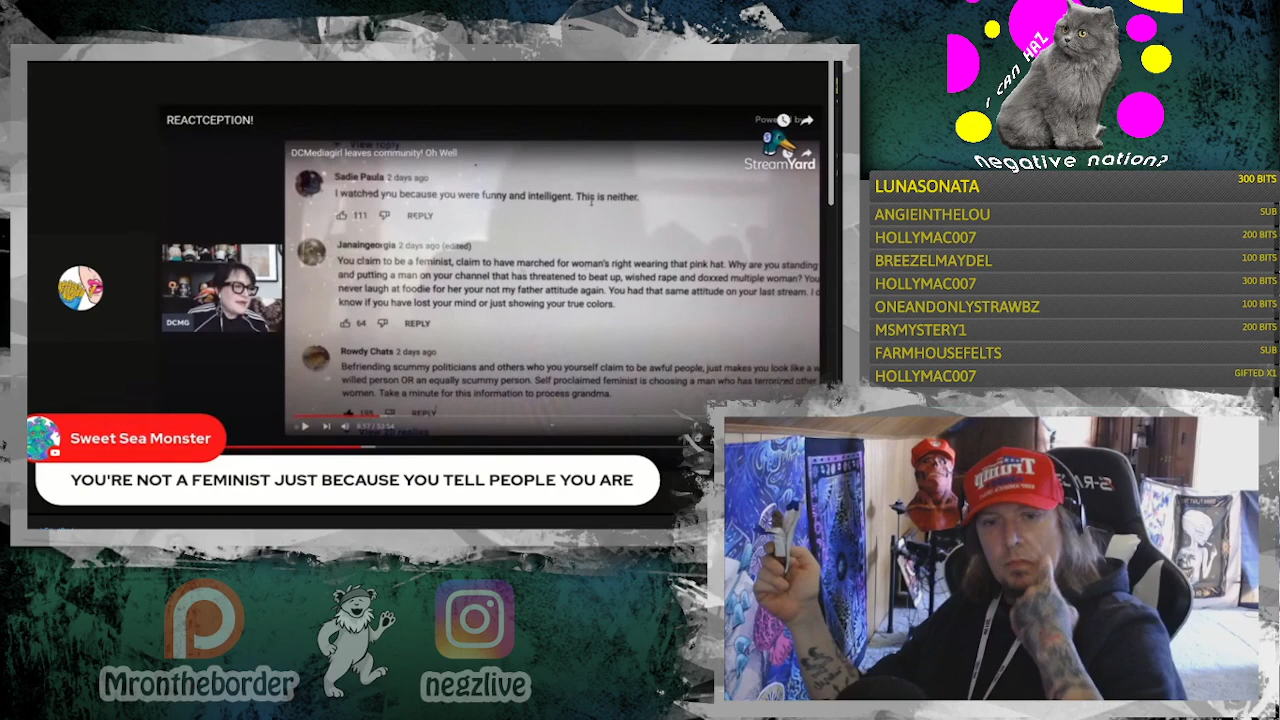 I CAN HAZ
negative nation?
REACTCEPTION!
Powered by
StreamYard
DCMediagirl leaves community! Oh Well
View reply
Sadie Paula 2 days ago
I watched you because you were funny and intelligent. This is neither.
111 REPLY
Janaingeorgia 2 days ago (edited)
You claim to be a feminist, claim to have marched for woman's right wearing that pink hat. Why are you standing
and putting a man on your channel that has threatened to beat up, wished rape and doxxed multiple woman? You
never laugh at foodie for her your not my father attitude again. You had that same attitude on your last stream. I d
know if you have lost your mind or just showing your true colors.
64 REPLY
Rowdy Chats 2 days ago
Befriending scummy politicians and others who you yourself claim to be awful people, just makes you look like a w
willed person OR an equally scummy person. Self proclaimed feminist is choosing a man who has terrorized other
women. Take a minute for this information to process grandma.
REPLY
DCMG
Sweet Sea Monster
YOU'RE NOT A FEMINIST JUST BECAUSE YOU TELL PEOPLE YOU ARE
LUNASONATA 300 BITS
ANGIEINTHELOU SUB
HOLLYMAC007 200 BITS
BREEZELMAYDEL 100 BITS
HOLLYMAC007 300 BITS
ONEANDONLYSTRAWBZ 100 BITS
MSMYSTERY1 200 BITS
FARMHOUSEFELTS SUB
HOLLYMAC007 GIFTED X1
Trump
Mrontheborder
negzlive